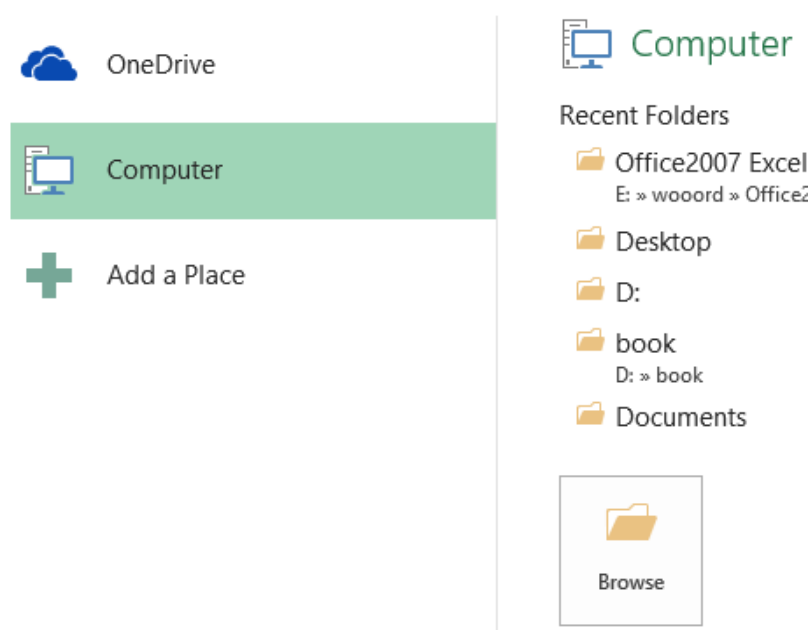 OneDrive
Computer
Add a Place
Computer
Recent Folders
Office2007 Excel
E: » wooord » Office2
Desktop
D:
book
D: » book
Documents
Browse